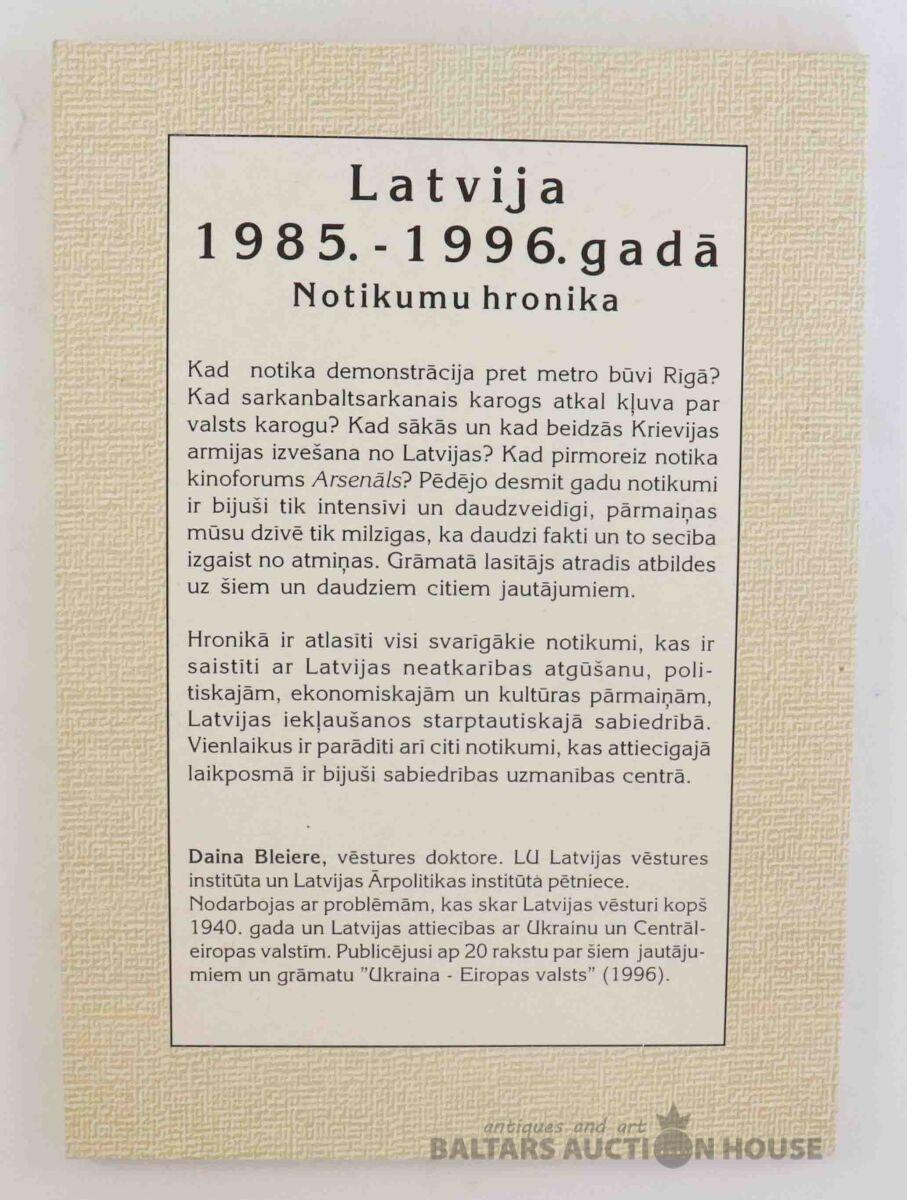 Latvija
1985. - 1996. gadā
Notikumu hronika
Kad notika demonstrācija pret metro būvi Rīgā?
Kad sarkanbaltsarkanais karogs atkal kļuva par
valsts karogu? Kad sākās un kad beidzās Krievijas
armijas izvešana no Latvijas? Kad pirmoreiz notika
kinoforums Arsenāls? Pēdējo desmit gadu notikumi
ir bijuši tik intensīvi un daudzveidīgi, pārmaiņas
mūsu dzīvē tik milzīgas, ka daudzi fakti un to secība
izgaist no atmiņas. Grāmatā lasītājs atradīs atbildes
uz šiem un daudziem citiem jautājumiem.
Hronikā ir atlasīti visi svarīgākie notikumi, kas ir
saistīti ar Latvijas neatkarības atgūšanu, poli-
tiskajām, ekonomiskajām un kultūras pārmaiņām,
Latvijas iekļaušanos starptautiskajā sabiedrībā.
Vienlaikus ir parādīti arī citi notikumi, kas attiecīgajā
laikposmā ir bijuši sabiedrības uzmanības centrā.
Daina Bleiere, vēstures doktore. LU Latvijas vēstures
institūta un Latvijas Ārpolitikas institūta pētniece.
Nodarbojas ar problēmām, kas skar Latvijas vēsturi kopš
1940. gada un Latvijas attiecības ar Ukrainu un Centrāl-
eiropas valstīm. Publicējusi ap 20 rakstu par šiem jautāju-
miem un grāmatu "Ukraina - Eiropas valsts" (1996).
antiques and art
BALTARS AUCTION HOUSE